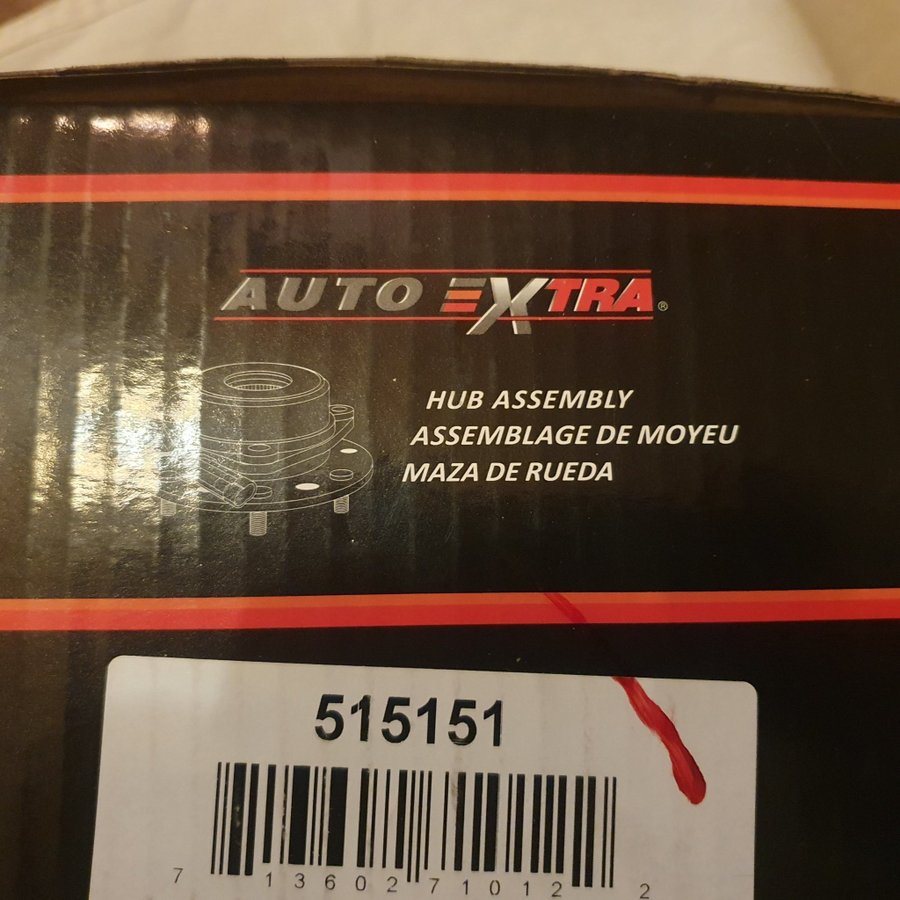 AUTO EXTRA®
HUB ASSEMBLY
ASSEMBLAGE DE MOYEU
MAZA DE RUEDA
515151
7 13602 71012 2